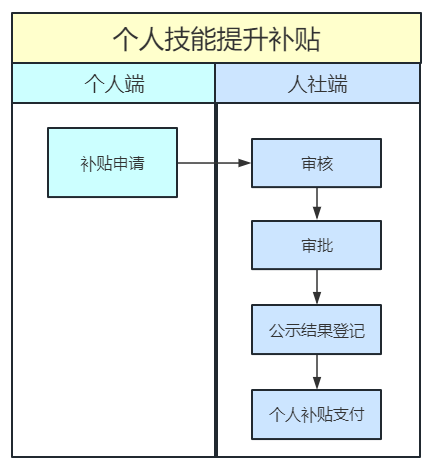 个人技能提升补贴
个人端
人社端
补贴申请
审核
审批
公示结果登记
个人补贴支付